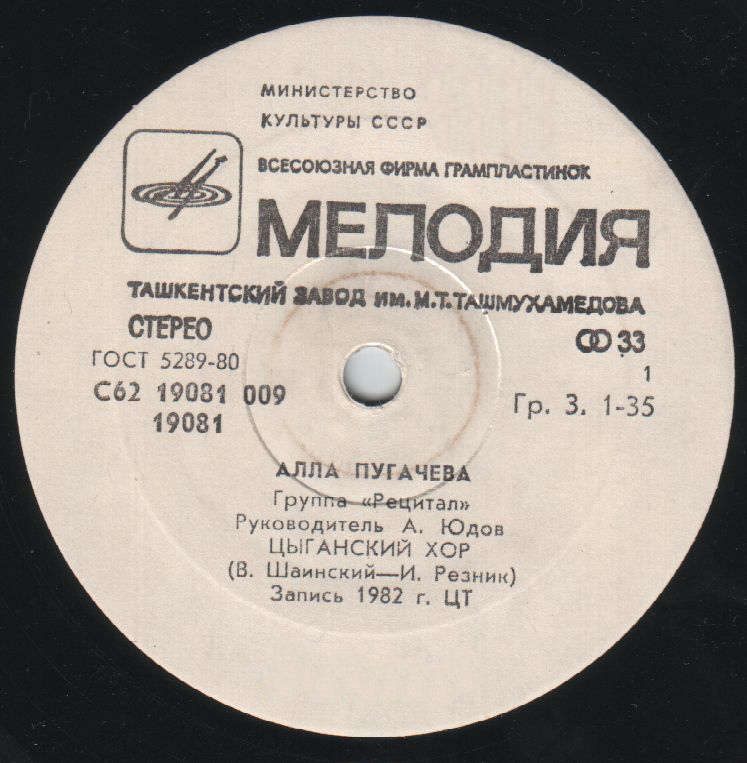 МИНИСТЕРСТВО
КУЛЬТУРЫ СССР
ВСЕСОЮЗНАЯ ФИРМА ГРАМПЛАСТИНОК
МЕЛОДИЯ
ТАШКЕНТСКИЙ ЗАВОД ИМ. М.Т. ТАШМУХАМЕДОВА
СТЕРЕО
33
ГОСТ 5289-80
1
С62 19081 009
Гр. 3. 1-35
19081
АЛЛА ПУГАЧЕВА
Группа «Рецитал»
Руководитель А. Юдов
ЦЫГАНСКИЙ ХОР
(В. Шаинский—И. Резник)
Запись 1982 г. ЦТ